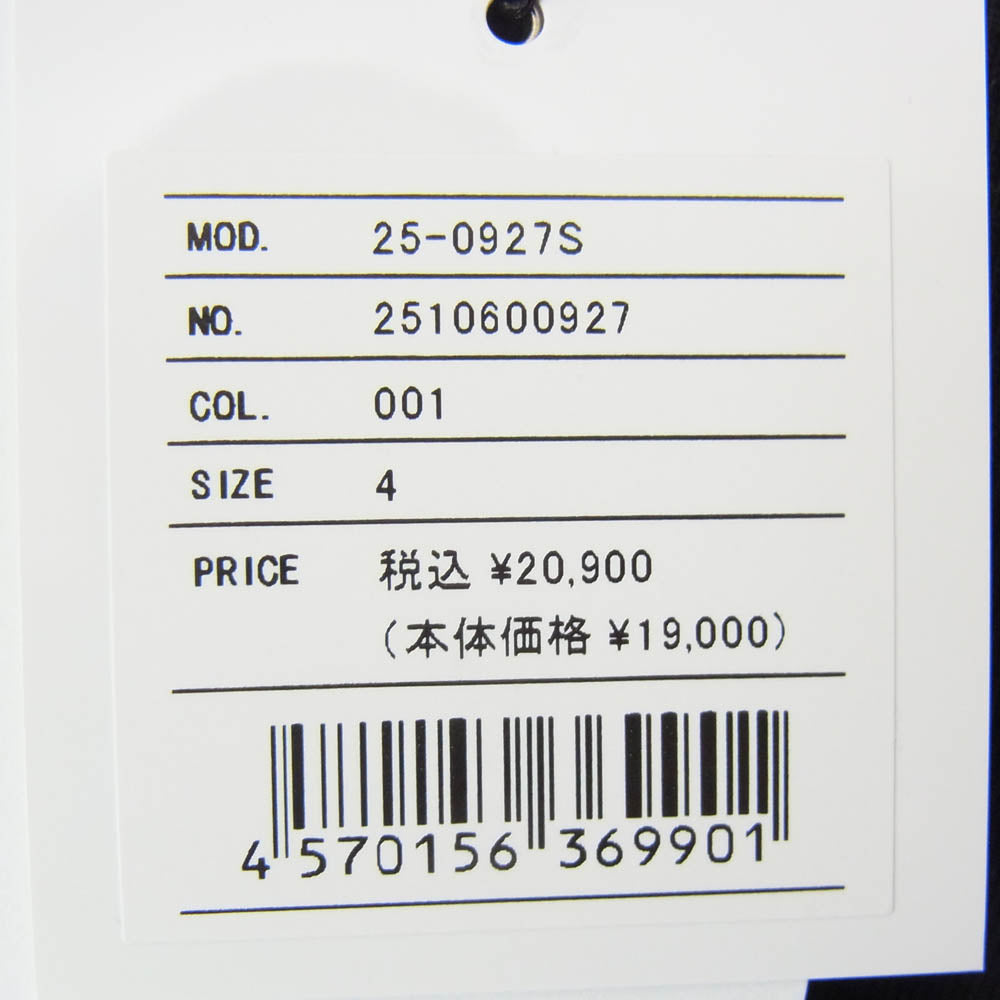 MOD. 25-0927S
NO. 2510600927
COL. 001
SIZE 4
PRICE 税込 ¥20,900
(本体価格 ¥19,000)
4 570156 369901